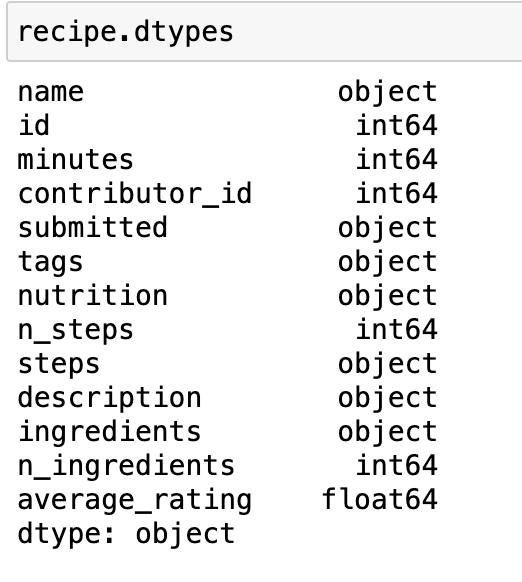 recipe.dtypes
name object
id int64
minutes int64
contributor_id int64
submitted object
tags object
nutrition object
n_steps int64
steps object
description object
ingredients object
n_ingredients int64
average_rating float64
dtype: object